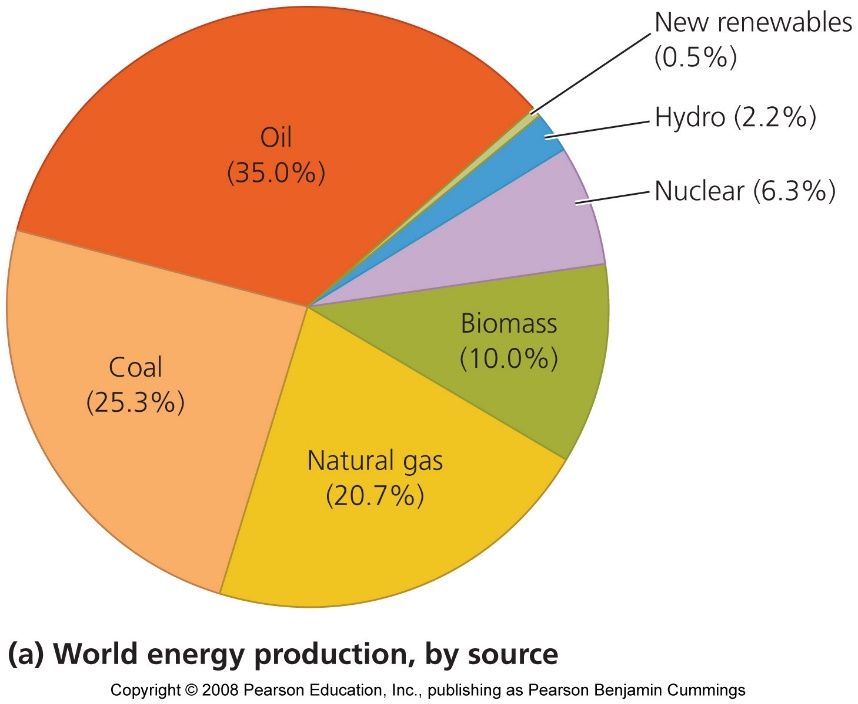 New renewables
(0.5%)
Hydro (2.2%)
Nuclear (6.3%)
Oil
(35.0%)
Biomass
(10.0%)
Coal
(25.3%)
Natural gas
(20.7%)
(a) World energy production, by source
Copyright © 2008 Pearson Education, Inc., publishing as Pearson Benjamin Cummings